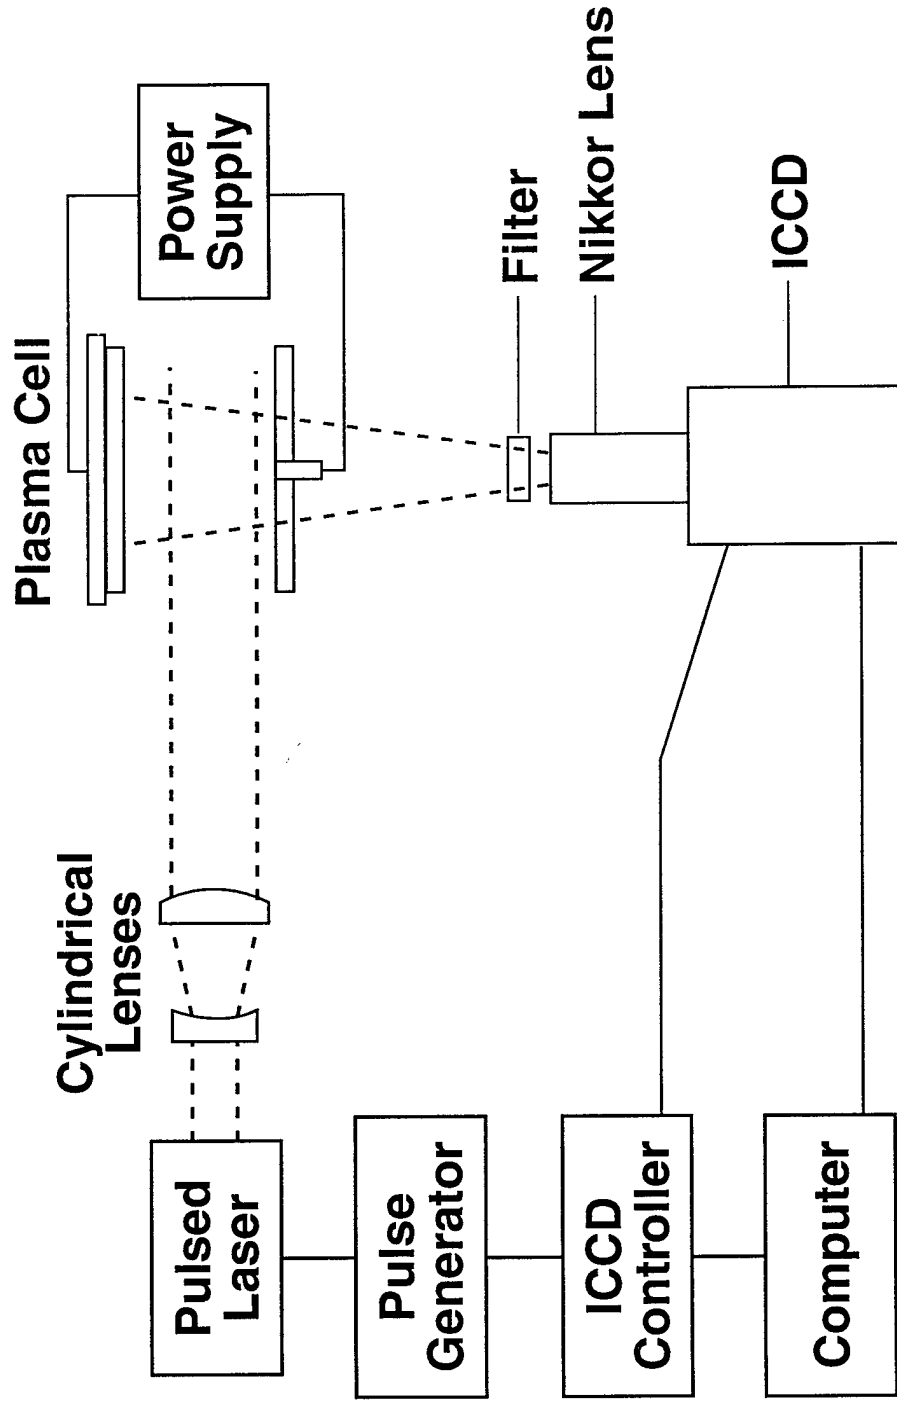 Plasma Cell
Power
Supply
Cylindrical
Lenses
Filter
Nikkor Lens
ICCD
Pulsed
Laser
Pulse
Generator
ICCD
Controller
Computer